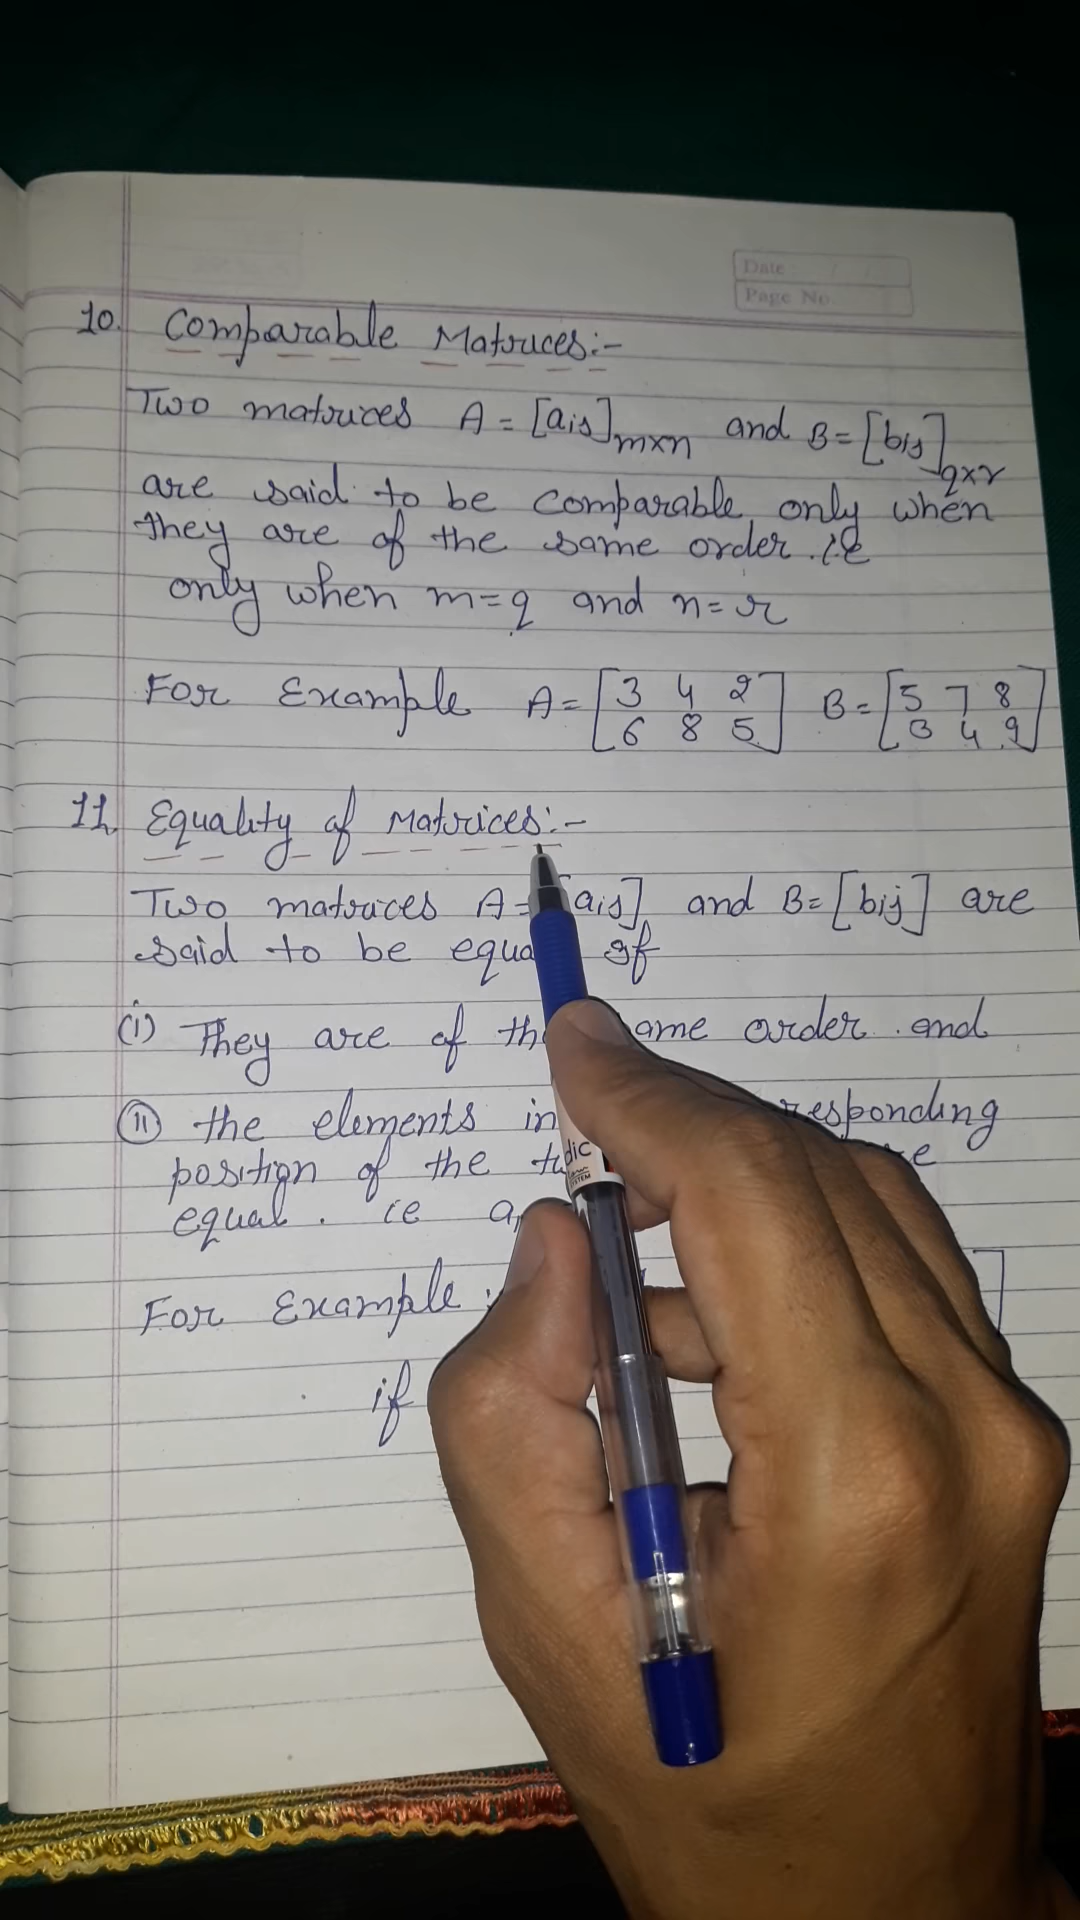 Date
Page No.
10. Comparable Matrices:-
Two matrices A = [aij]m×n and B = [bij]q×r
are said to be comparable only when
they are of the same order. ie
only when m=q and n=r
For Example A = [3 4 2 B = [5 7 8
6 8 5] 3 4 9]
11. Equality of Matrices:-
Two matrices A = [aij] and B = [bij] are
said to be equa if
(i) They are of th ame order and
(ii) the elements in responding
position of the
equal. ie a
For Example :
if